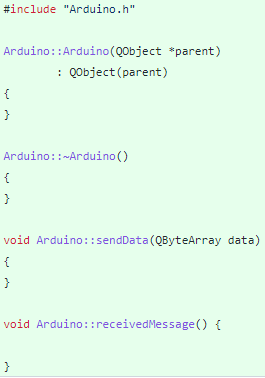 #include "Arduino.h"
Arduino::Arduino(QObject *parent)
        : QObject(parent)
{
}
Arduino::~Arduino()
{
}
void Arduino::sendData(QByteArray data)
{
}
void Arduino::receivedMessage() {
}